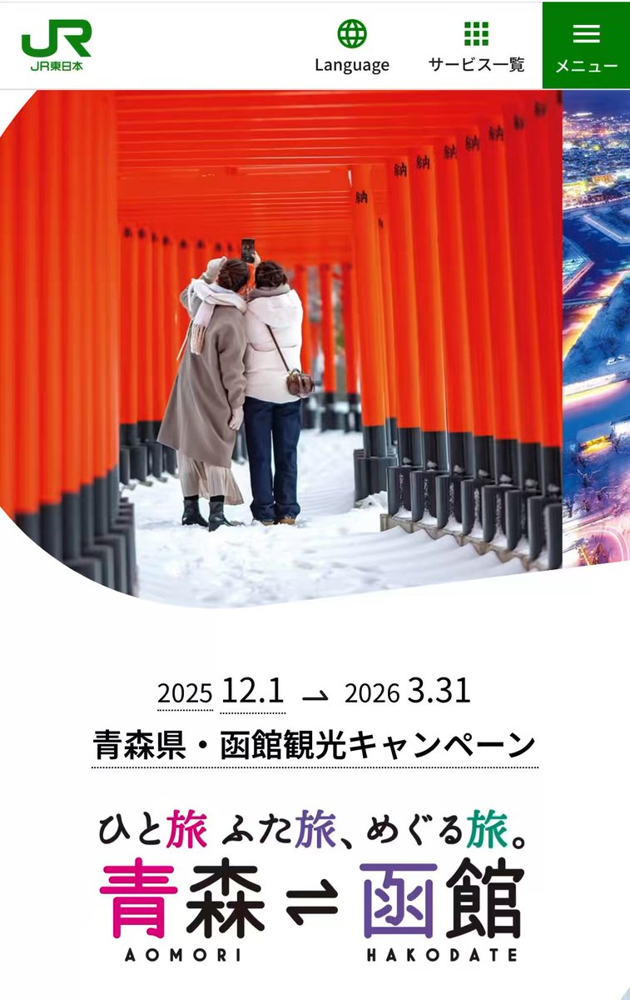 JR
JR東日本
Language
サービス一覧
メニュー
納
納
納
納
納
納
2025 12.1 ⇀ 2026 3.31
青森県・函館観光キャンペーン
ひと旅 ふた旅、めぐる旅。
青森⇌函館
AOMORI HAKODATE